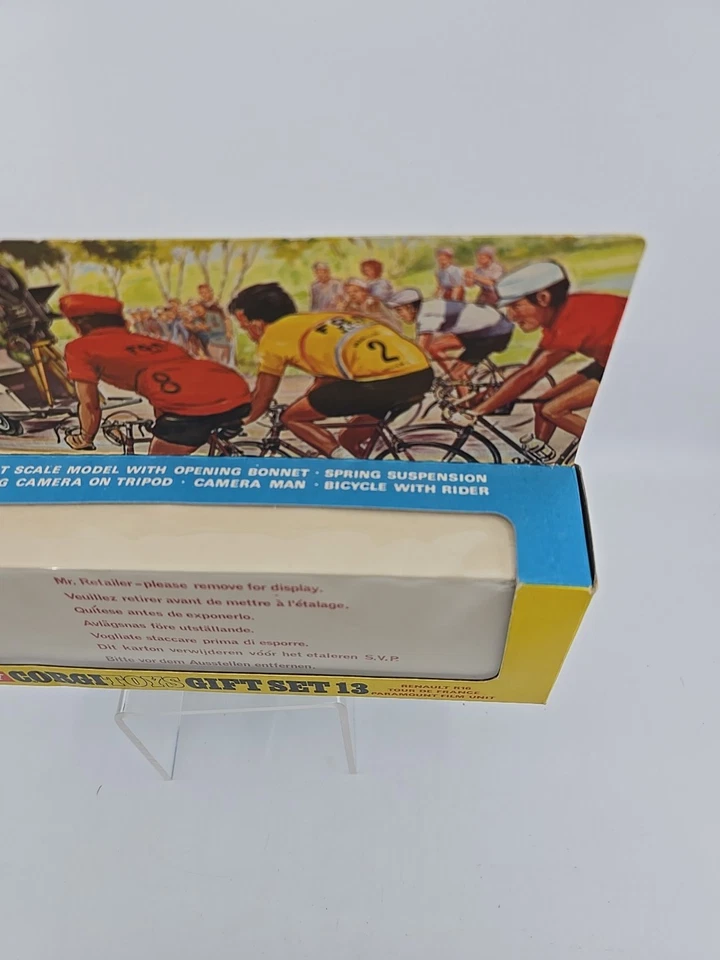 8
2
T SCALE MODEL WITH OPENING BONNET · SPRING SUSPENSION
G CAMERA ON TRIPOD · CAMERA MAN · BICYCLE WITH RIDER
Mr. Retailer–please remove for display.
Veuillez retirer avant de mettre à l'étalage.
Quitese antes de exponerlo.
Avlägsnas före utställande.
Vogliate staccare prima di esporre.
Dit karton verwijderen vóór het etaleren S.V.P.
Bitte vor dem Ausstellen entfernen.
CORGI TOYS GIFT SET 13
RENAULT R16
TOUR DE FRANCE
PARAMOUNT FILM UNIT